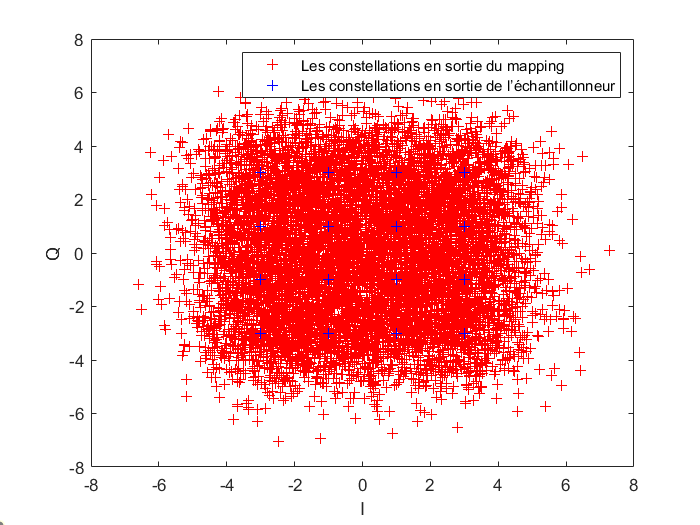 8
6
4
2
0
-2
-4
-6
-8
Q
Les constellations en sortie du mapping
Les constellations en sortie de l'échantillonneur
-8 -6 -4 -2 0 2 4 6 8
I